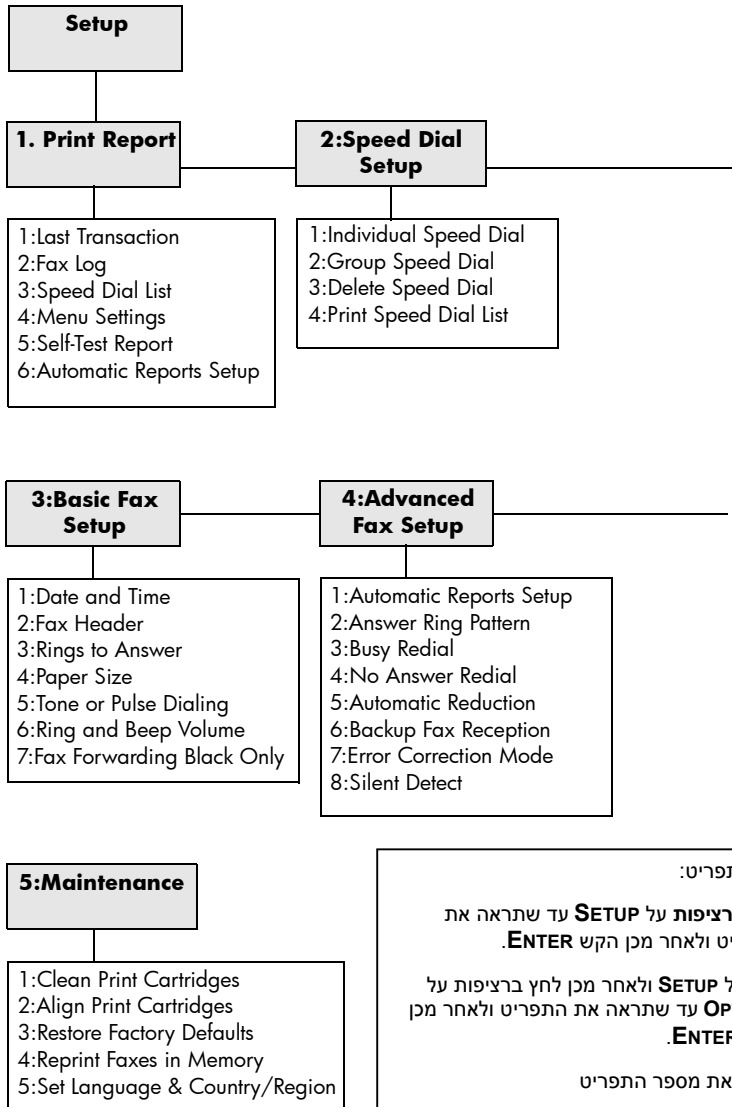 Setup
1. Print Report
2:Speed Dial
Setup
1:Last Transaction
2:Fax Log
3:Speed Dial List
4:Menu Settings
5:Self-Test Report
6:Automatic Reports Setup
1:Individual Speed Dial
2:Group Speed Dial
3:Delete Speed Dial
4:Print Speed Dial List
3:Basic Fax
Setup
4:Advanced
Fax Setup
1:Date and Time
2:Fax Header
3:Rings to Answer
4:Paper Size
5:Tone or Pulse Dialing
6:Ring and Beep Volume
7:Fax Forwarding Black Only
1:Automatic Reports Setup
2:Answer Ring Pattern
3:Busy Redial
4:No Answer Redial
5:Automatic Reduction
6:Backup Fax Reception
7:Error Correction Mode
8:Silent Detect
5:Maintenance
1:Clean Print Cartridges
2:Align Print Cartridges
3:Restore Factory Defaults
4:Reprint Faxes in Memory
5:Set Language & Country/Region
על SETUP עד שתראה את
ולאחר מכן הקש ENTER.
SETUP ולאחר מכן לחץ ברציפות על
עד שתראה את התפריט ולאחר מכן
את מספר התפריט